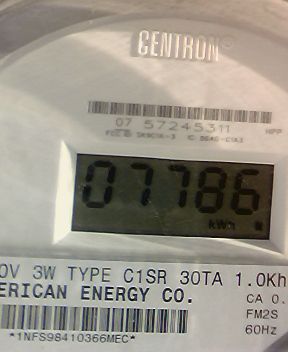 CENTRON®
07 57245311 HPP
07786
kWh
0V 3W TYPE C1SR 30TA 1.0Kh
ERICAN ENERGY CO. CA 0.
FM2S
60Hz
*1NFS98410366MEC*